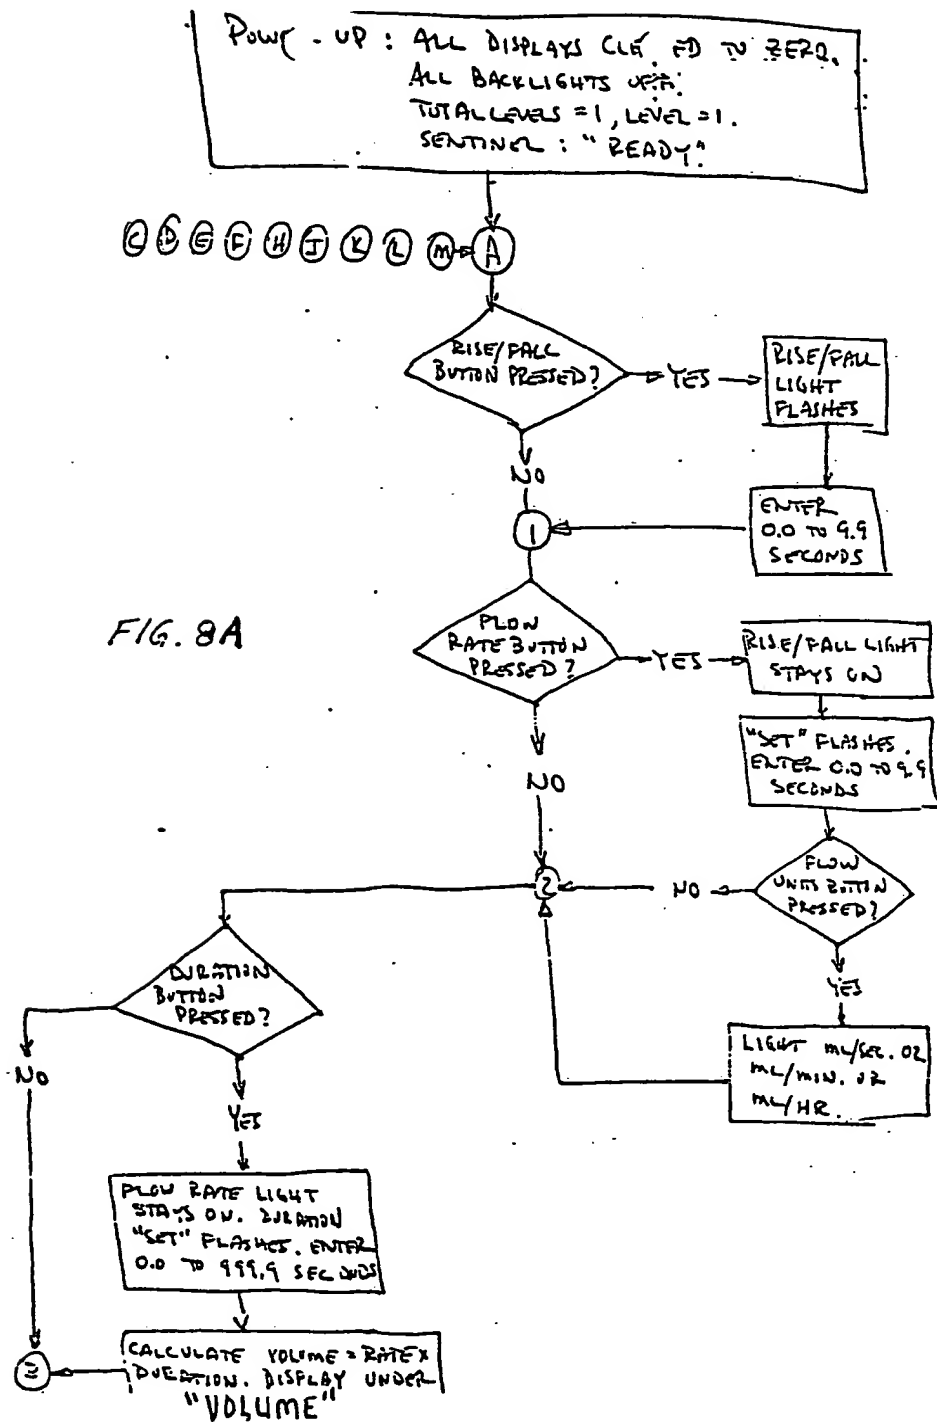 POWE - UP : ALL DISPLAYS CLE ED TO ZERO.
ALL BACKLIGHTS OFF.
TOTAL LEVELS = 1, LEVEL = 1.
SENTINEL : "READY."
C D E F H J K L M A
RISE/FALL
BUTTON PRESSED?
YES
RISE/FALL
LIGHT
FLASHES
NO
1
ENTER
0.0 TO 9.9
SECONDS
FIG. 8A
FLOW
RATE BUTTON
PRESSED?
YES
RISE/FALL LIGHT
STAYS ON
"SET" FLASHES.
ENTER 0.0 TO 9.9
SECONDS
NO
2
NO
FLOW
UNITS BUTTON
PRESSED?
YES
LIGHT ML/SEC. OR
ML/MIN. OR
ML/HR.
DURATION
BUTTON
PRESSED?
NO
YES
FLOW RATE LIGHT
STAYS ON. DURATION
"SET" FLASHES. ENTER
0.0 TO 999.9 SECONDS
CALCULATE VOLUME = RATE X
DURATION. DISPLAY UNDER
"VOLUME"